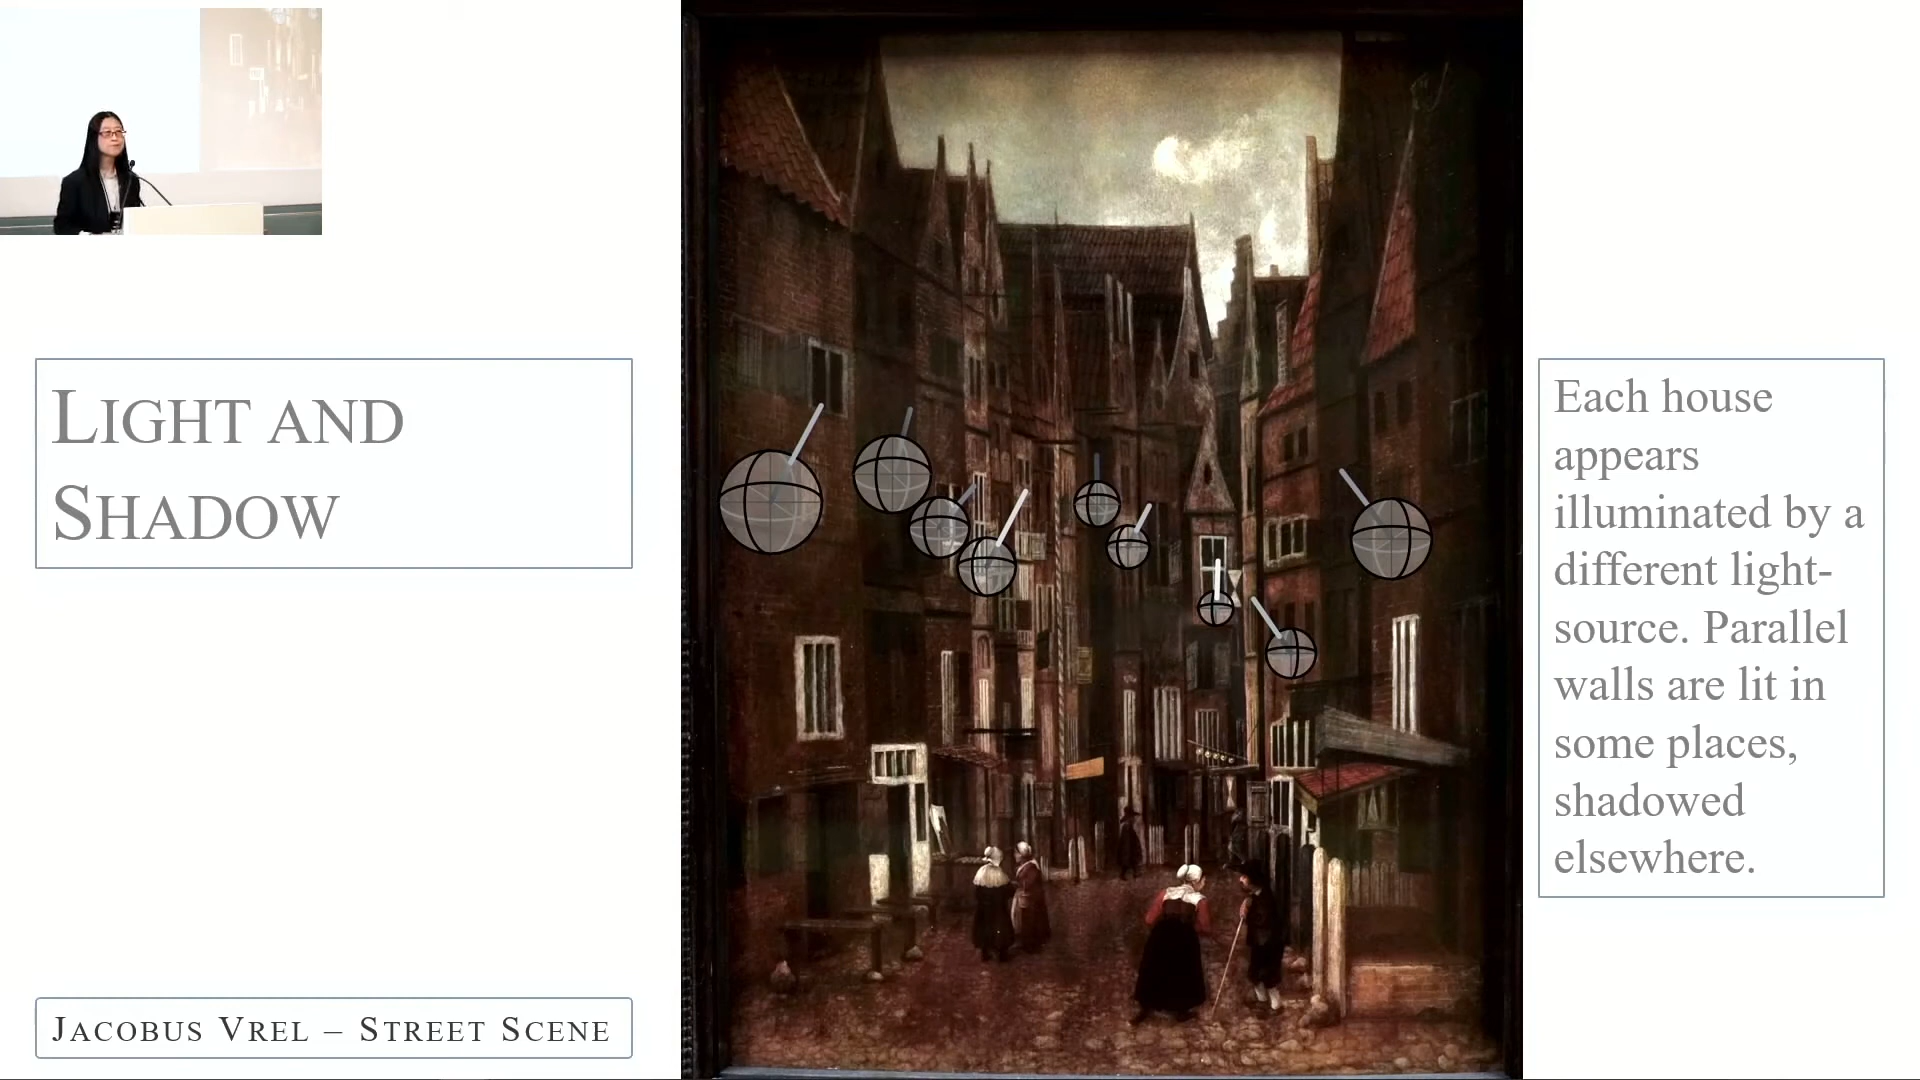 LIGHT AND
SHADOW
JACOBUS VREL – STREET SCENE
Each house
appears
illuminated by a
different light-
source. Parallel
walls are lit in
some places,
shadowed
elsewhere.